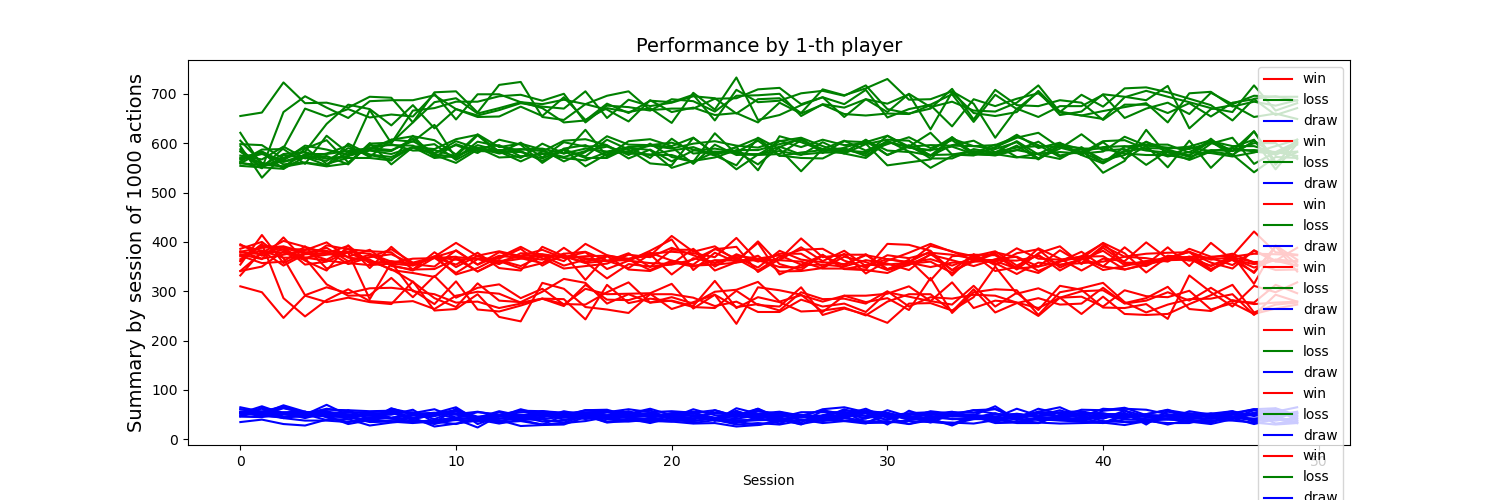 Performance by 1-th player
Summary by session of 1000 actions
700
600
500
400
300
200
100
0
0
10
20
30
40
50
Session
win
loss
draw
win
loss
draw
win
loss
draw
win
loss
draw
win
loss
draw
win
loss
draw
win
loss
draw